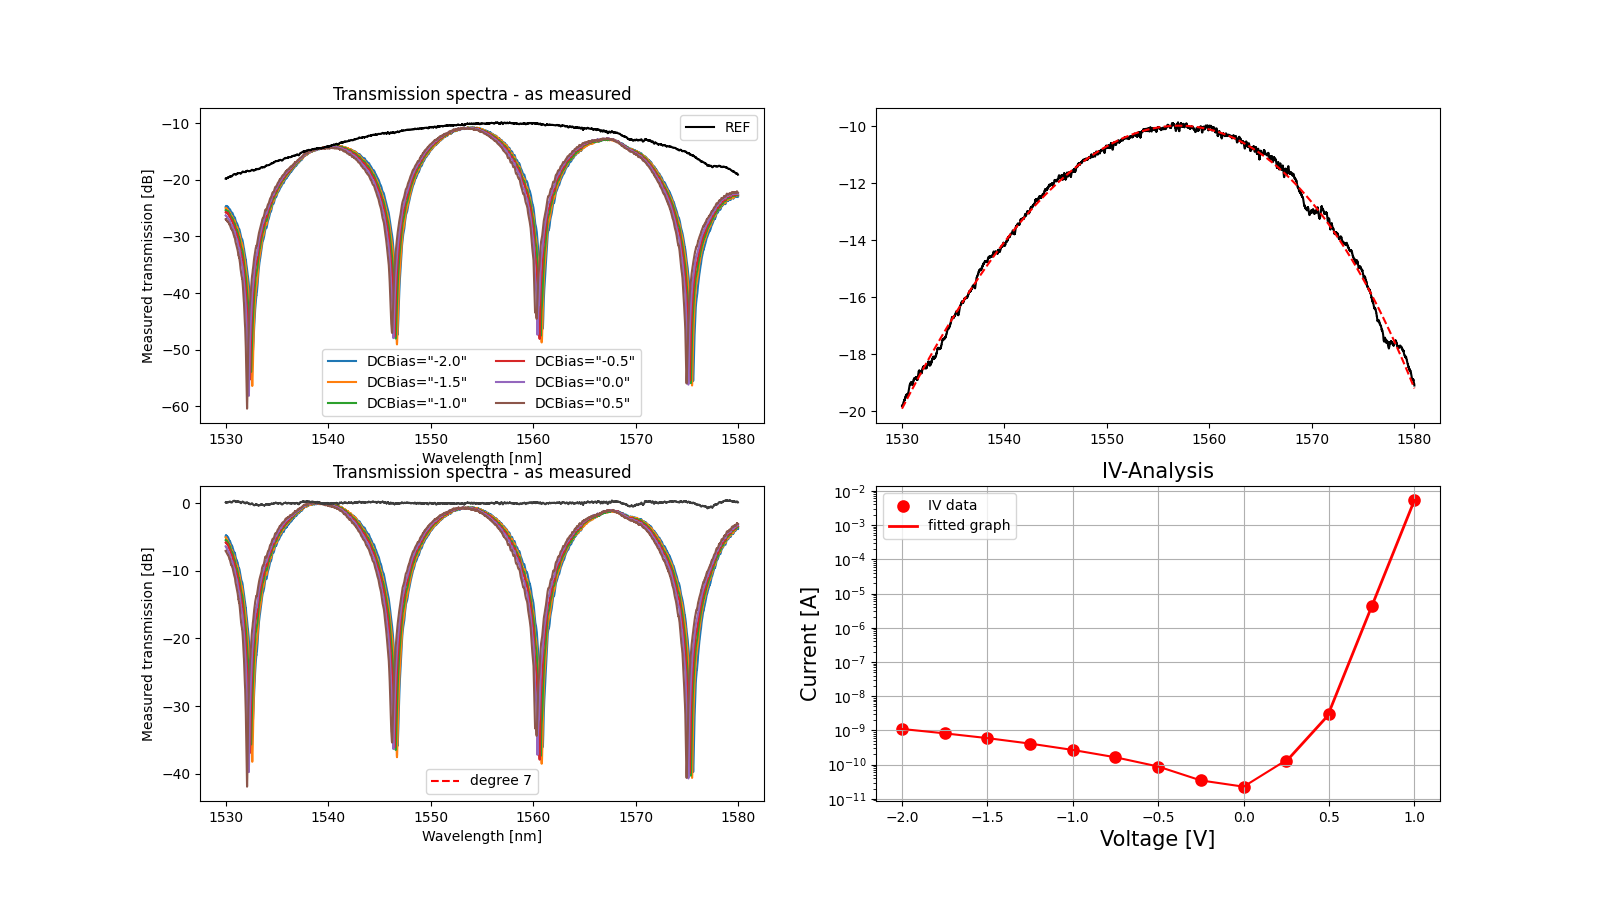 Transmission spectra - as measured
Measured transmission [dB]
−10
−20
−30
−40
−50
−60
REF
DCBias="-2.0"
DCBias="-1.5"
DCBias="-1.0"
DCBias="-0.5"
DCBias="0.0"
DCBias="0.5"
1530 1540 1550 1560 1570 1580
Wavelength [nm]
−10
−12
−14
−16
−18
−20
1530 1540 1550 1560 1570 1580
Transmission spectra - as measured
Measured transmission [dB]
0
−10
−20
−30
−40
degree 7
1530 1540 1550 1560 1570 1580
Wavelength [nm]
IV-Analysis
Current [A]
10⁻²
10⁻³
10⁻⁴
10⁻⁵
10⁻⁶
10⁻⁷
10⁻⁸
10⁻⁹
10⁻¹⁰
10⁻¹¹
IV data
fitted graph
−2.0 −1.5 −1.0 −0.5 0.0 0.5 1.0
Voltage [V]